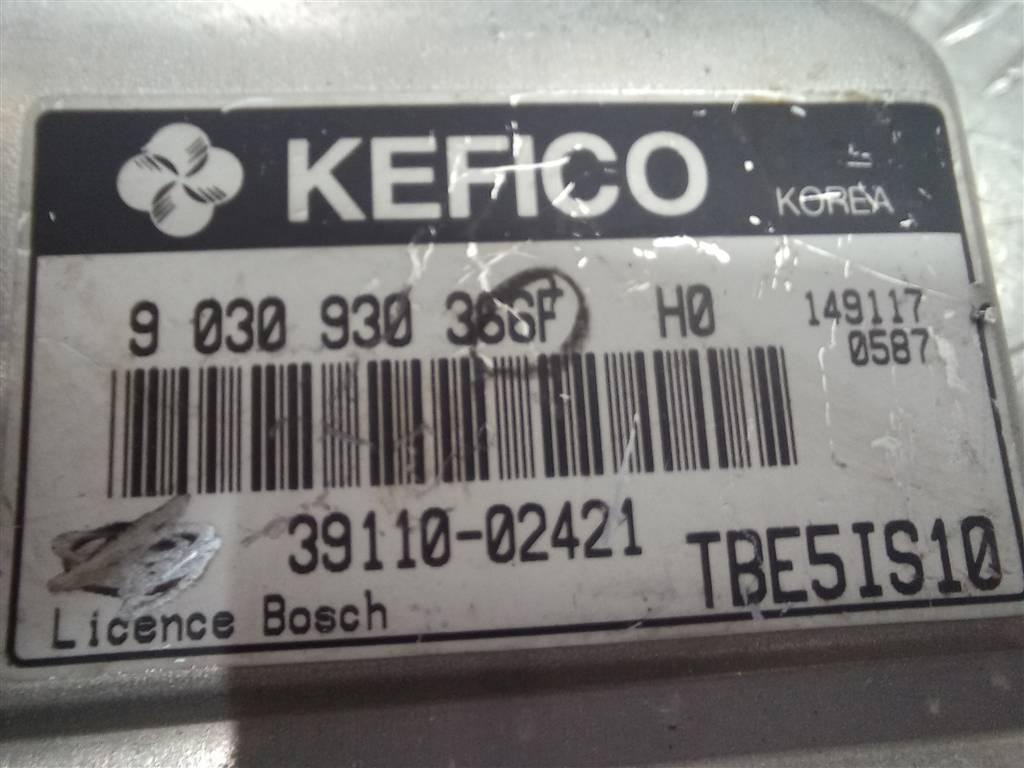 KEFICO
KOREA
9 030 930 366F H0
149117
0587
39110-02421
TBE5IS10
Licence Bosch